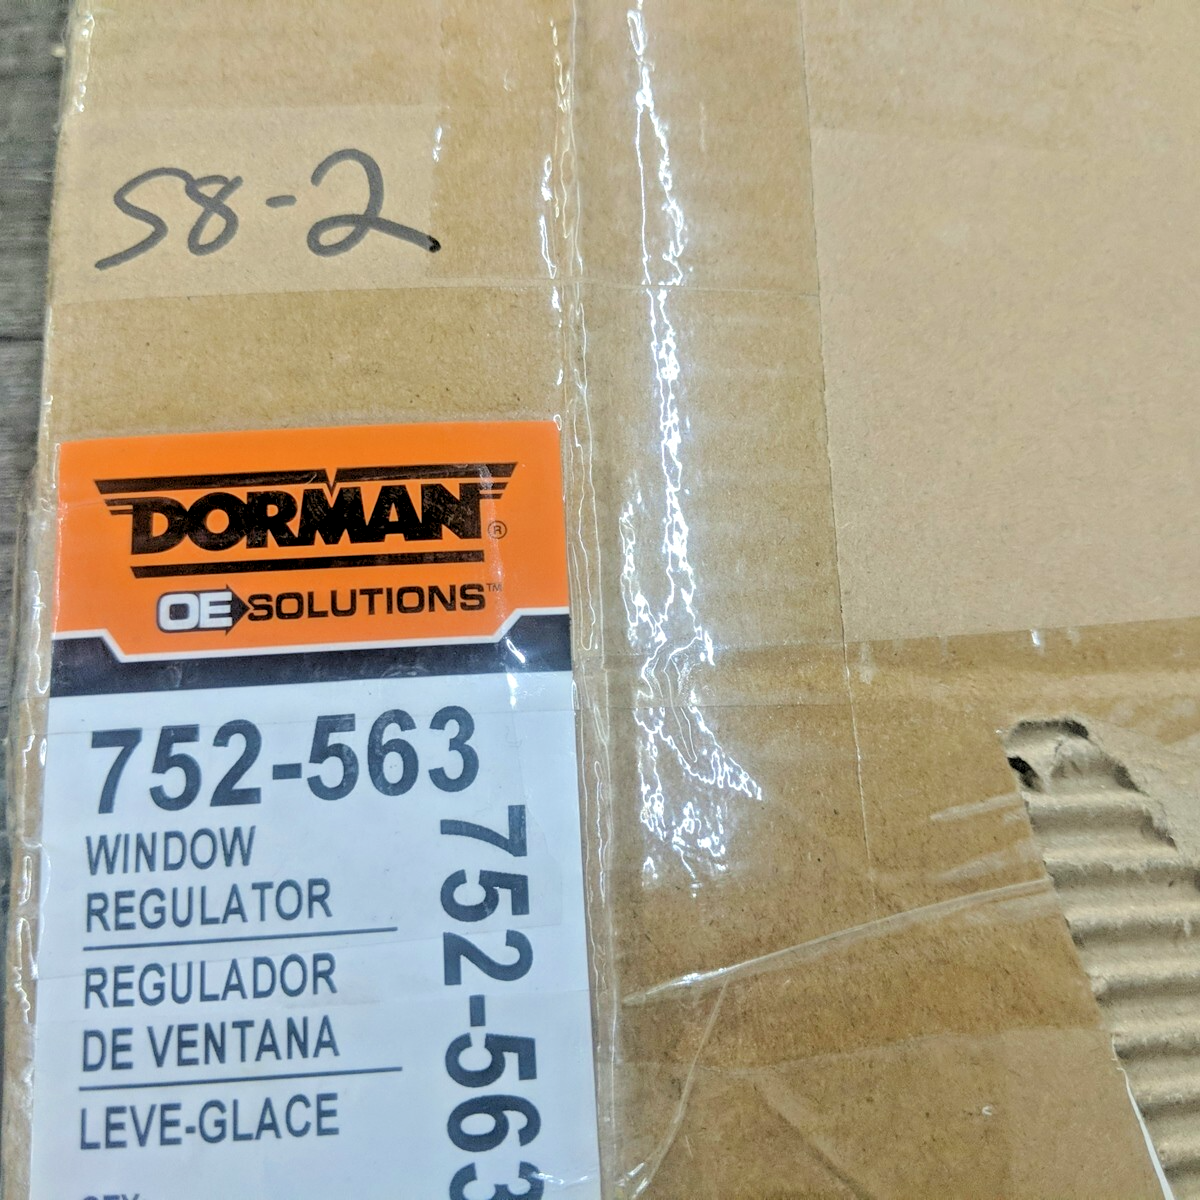 S8-2
DORMAN®
OE SOLUTIONS™
752-563
WINDOW
REGULATOR
REGULADOR
DE VENTANA
LEVE-GLACE
752-563